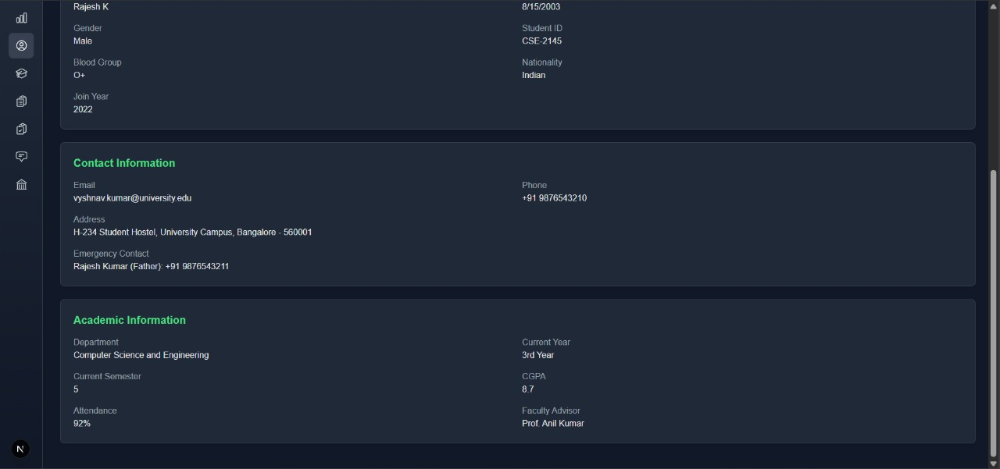 Rajesh K
8/15/2003
Gender
Student ID
Male
CSE-2145
Blood Group
Nationality
O+
Indian
Join Year
2022
Contact Information
Email
Phone
vyshnav.kumar@university.edu
+91 9876543210
Address
H-234 Student Hostel, University Campus, Bangalore - 560001
Emergency Contact
Rajesh Kumar (Father): +91 9876543211
Academic Information
Department
Current Year
Computer Science and Engineering
3rd Year
Current Semester
CGPA
5
8.7
Attendance
Faculty Advisor
92%
Prof. Anil Kumar
N